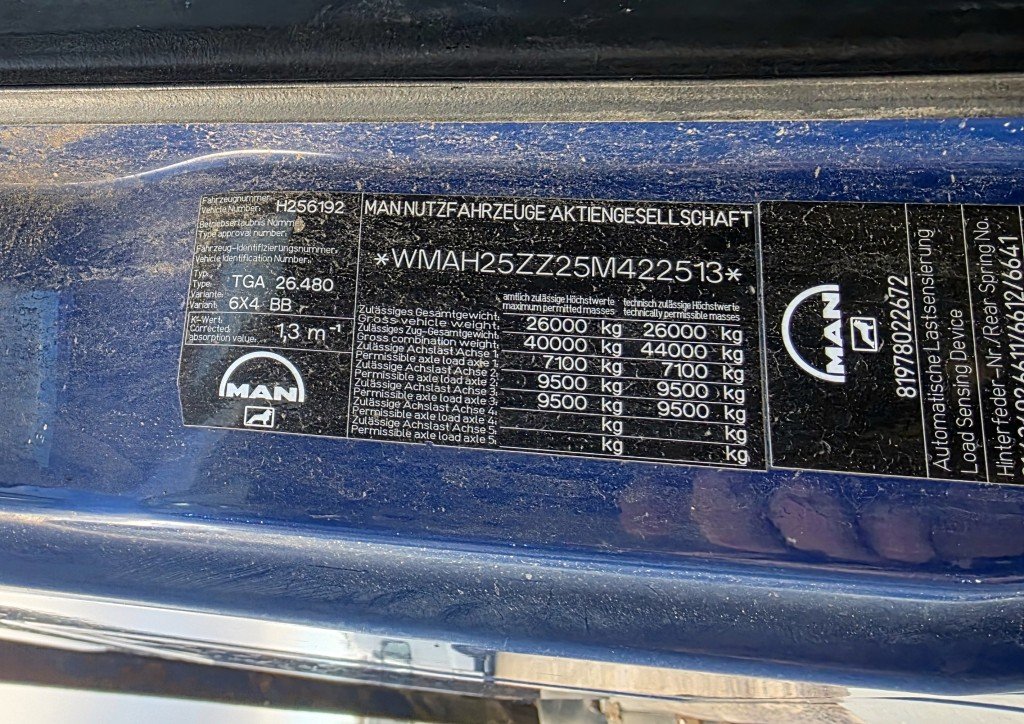 Fahrzeugnummer.
Vehicle Number. H256192
Betriebserlaubnis Numm.
Type approval number.
Fahrzeug-Identifizierungsnummer.
Vehicle Identification Number.
Typ.
Type. TGA 26.480
Variante.
Variant. 6X4 BB
K-Wert.
Corrected
absorption value. 1,3 m⁻¹
MAN
MAN NUTZFAHRZEUGE AKTIENGESELLSCHAFT
*WMAH25ZZ25M422513*
amtlich zulässige Höchstwerte technisch zulässige Höchstwerte
maximum permitted masses technically permissible masses
Zulässiges Gesamtgewicht.
Gross vehicle weight. 26000 kg 26000 kg
Zulässiges Zug-Gesamtgewicht.
Gross combination weight. 40000 kg 44000 kg
Zulässige Achslast Achse 1.
Permissible axle load axle 1. 7100 kg 7100 kg
Zulässige Achslast Achse 2.
Permissible axle load axle 2. 9500 kg 9500 kg
Zulässige Achslast Achse 3.
Permissible axle load axle 3. 9500 kg 9500 kg
Zulässige Achslast Achse 4.
Permissible axle load axle 4. kg kg
Zulässige Achslast Achse 5.
Permissible axle load axle 5. kg kg
MAN
81978022672
Automatische Lastsensierung
Load Sensing Device
Hinterfeder-Nr./Rear Spring No.
6611/6612/6641